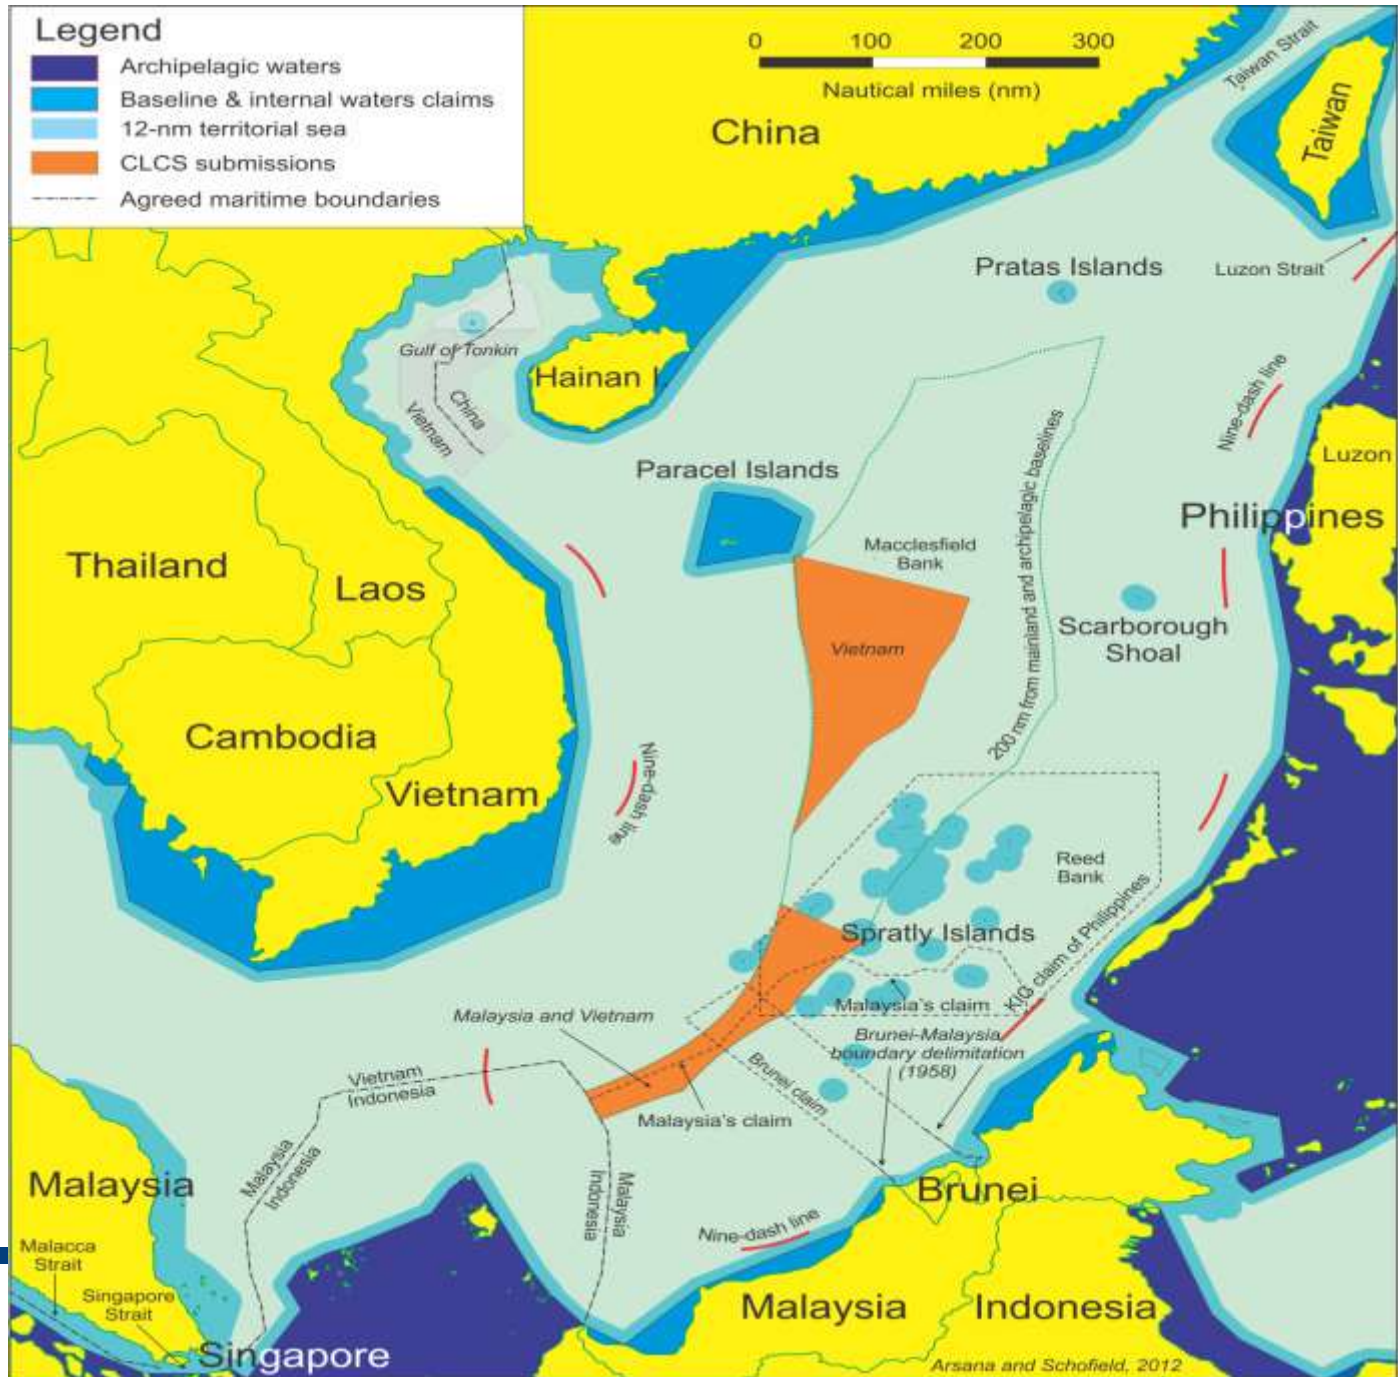 Legend
Archipelagic waters
Baseline & internal waters claims
12-nm territorial sea
CLCS submissions
Agreed maritime boundaries
0 100 200 300
Nautical miles (nm)
Taiwan Strait
China
Taiwan
Pratas Islands
Luzon Strait
Gulf of Tonkin
China
Vietnam
Hainan I.
Nine-dash line
Luzon
Paracel Islands
Philippines
200 nm from mainland and archipelagic baselines
Macclesfield
Bank
Thailand
Laos
Scarborough
Shoal
Vietnam
Cambodia
Vietnam
Nine-dash line
Reed
Bank
Spratly Islands
KIG claim of Philippines
Malaysia's claim
Malaysia and Vietnam
Brunei-Malaysia
boundary delimitation
(1958)
Vietnam
Indonesia
Brunei claim
Malaysia's claim
Malaysia
Indonesia
Malaysia
Indonesia
Malaysia
Brunei
Nine-dash line
Malacca
Strait
Singapore
Strait
Malaysia
Indonesia
Singapore
Arsana and Schofield, 2012